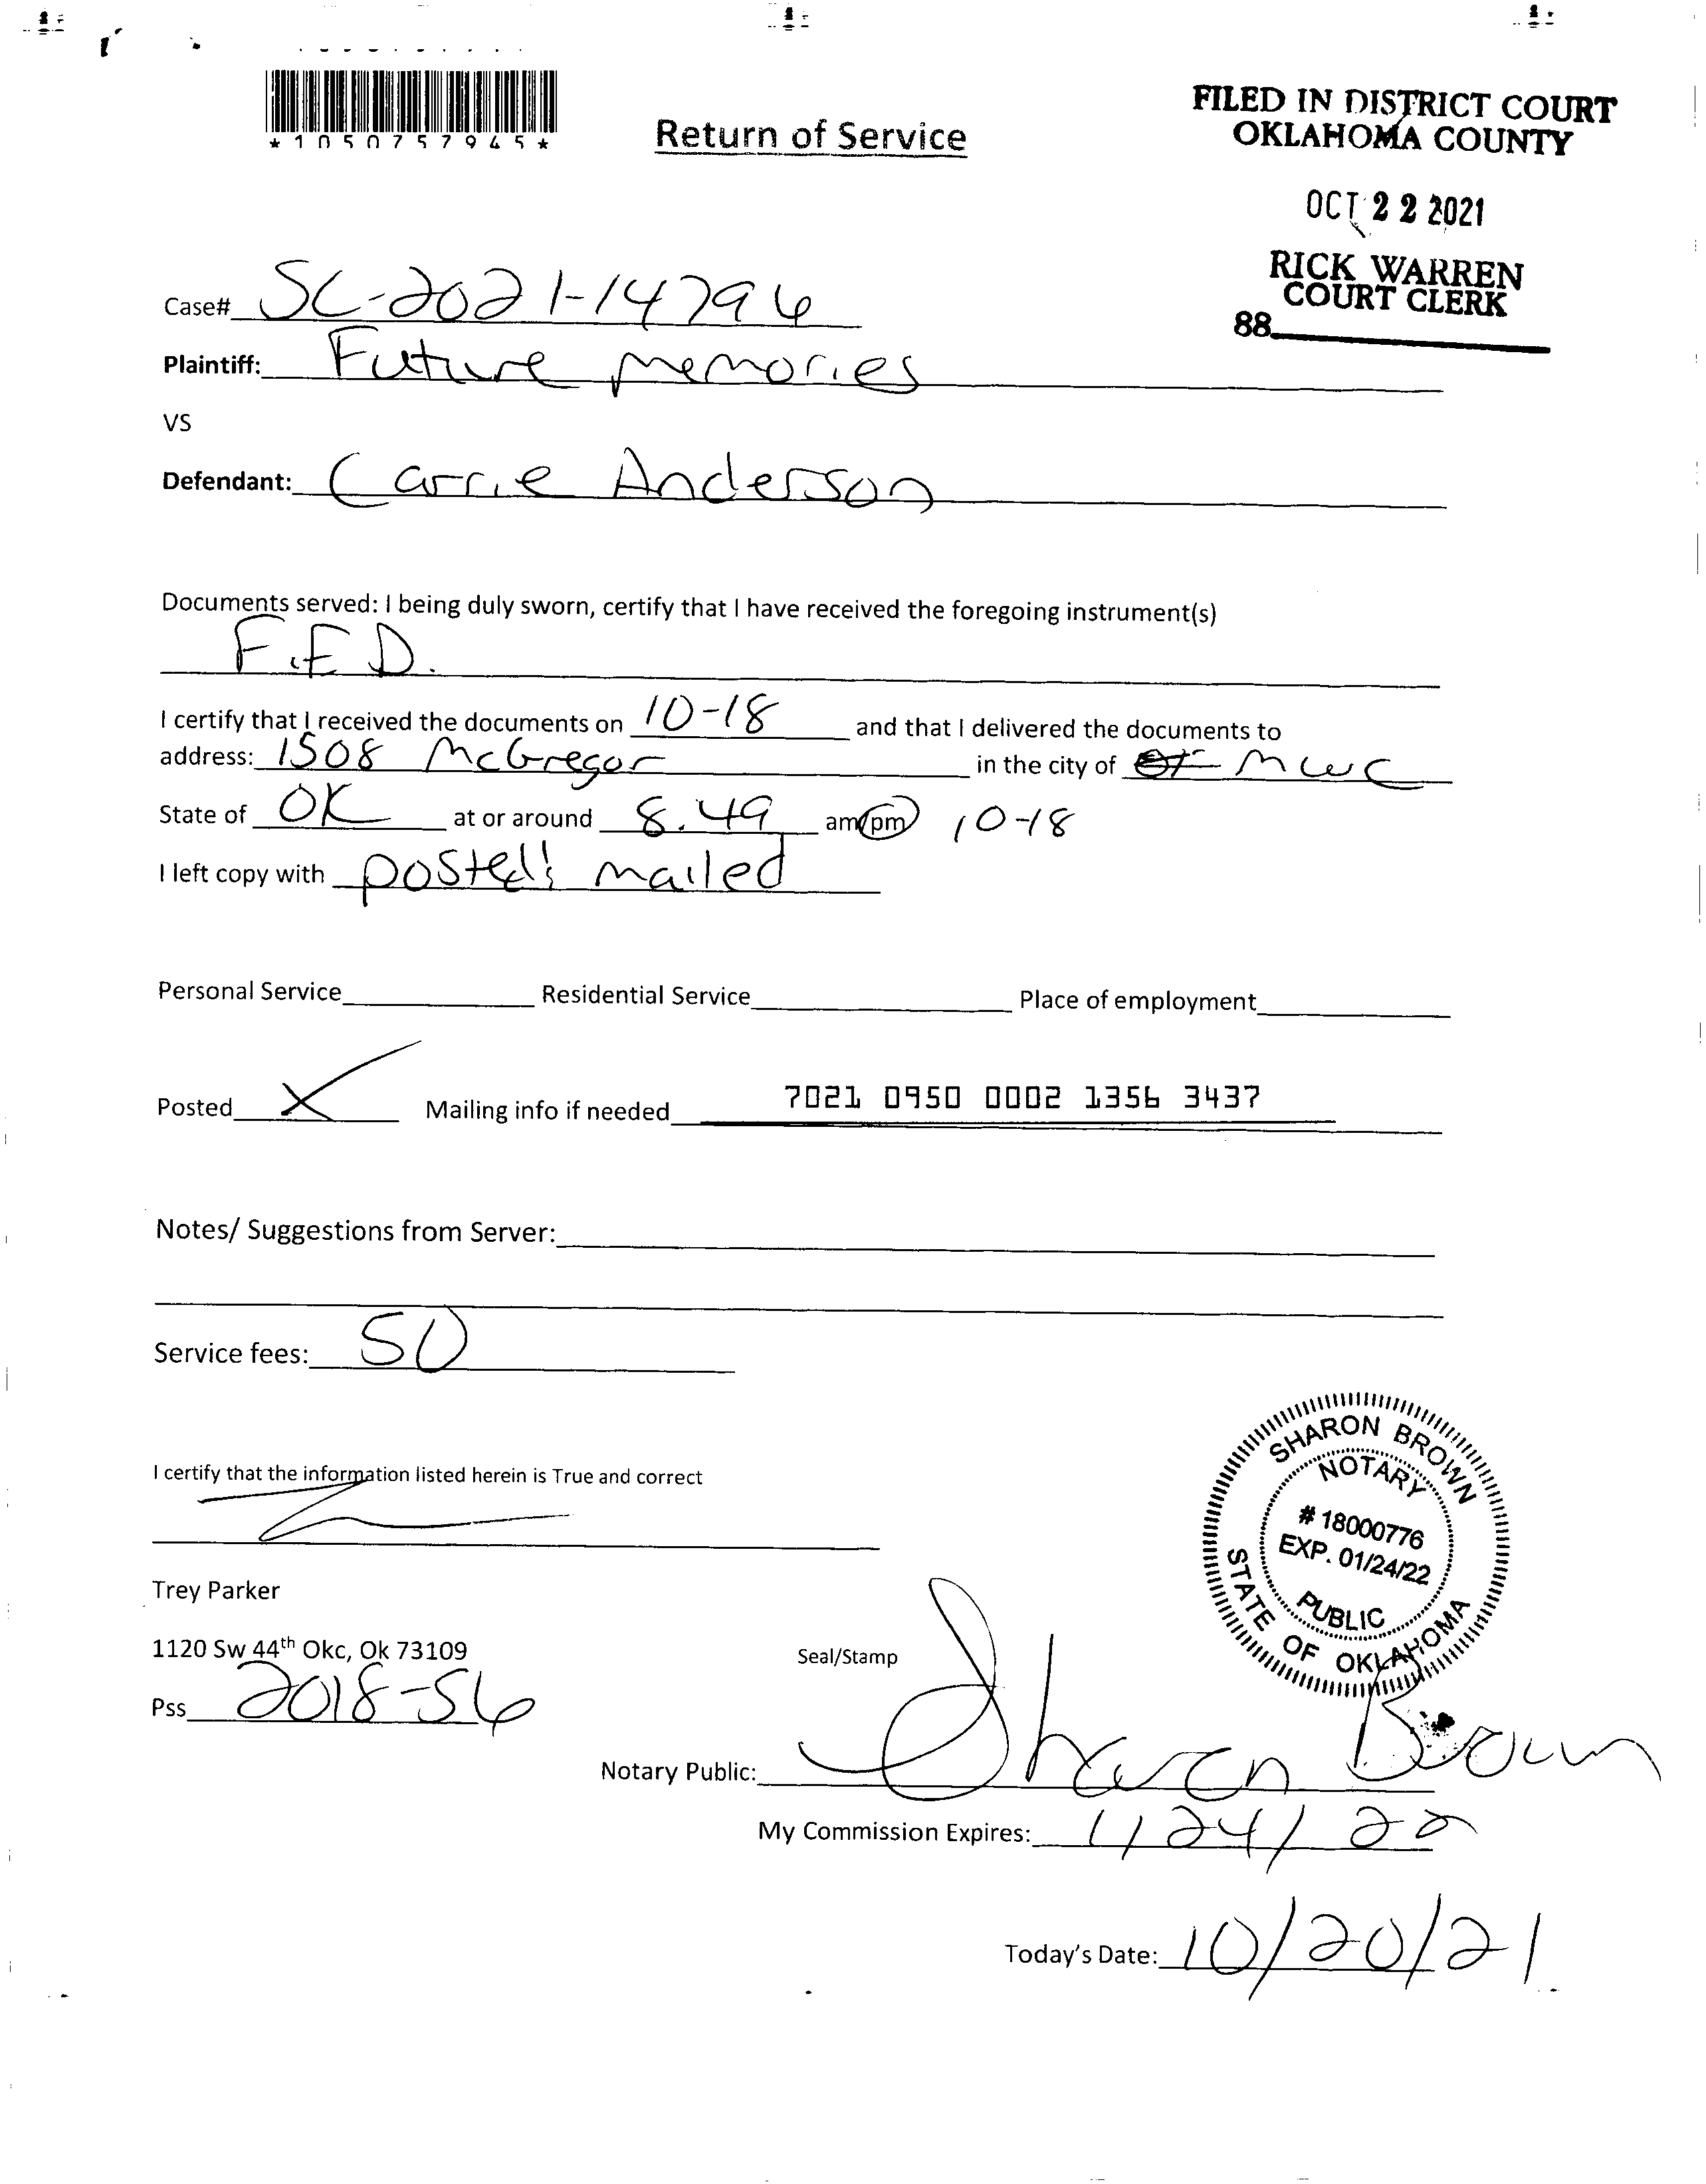 *1050757945*
Return of Service
FILED IN DISTRICT COURT
OKLAHOMA COUNTY
OCT 22 2021
RICK WARREN
COURT CLERK
88
Case# SC-2021-14796
Plaintiff: Future Memories
VS
Defendant: Carrie Anderson
Documents served: I being duly sworn, certify that I have received the foregoing instrument(s)
F.E D.
I certify that I received the documents on 10-18 and that I delivered the documents to
address: 1508 McGregor in the city of MWC
State of OK at or around 8.49 am/pm 10-18
I left copy with posted & mailed
Personal Service Residential Service Place of employment
Posted X Mailing info if needed 7021 0950 0002 1356 3437
Notes/ Suggestions from Server:
Service fees: 50
I certify that the information listed herein is True and correct
SHARON BROWN
NOTARY
# 18000776
EXP. 01/24/22
PUBLIC
STATE OF OKLAHOMA
Trey Parker
1120 Sw 44th Okc, Ok 73109
Seal/Stamp
Pss 2018-56
Notary Public: Sharon Brown
My Commission Expires: 1/24/22
Today's Date: 10/20/21